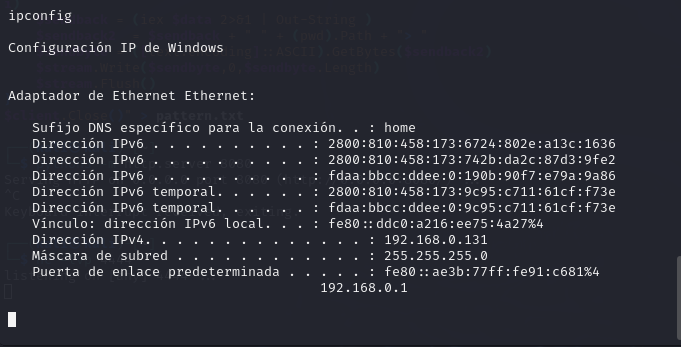 ipconfig
Configuración IP de Windows
Adaptador de Ethernet Ethernet:
Sufijo DNS específico para la conexión. . : home
Dirección IPv6 . . . . . . . . . . : 2800:810:458:173:6724:802e:a13c:1636
Dirección IPv6 . . . . . . . . . . : 2800:810:458:173:742b:da2c:87d3:9fe2
Dirección IPv6 . . . . . . . . . . : fdaa:bbcc:ddee:0:190b:90f7:e79a:9a86
Dirección IPv6 temporal. . . . . . : 2800:810:458:173:9c95:c711:61cf:f73e
Dirección IPv6 temporal. . . . . . : fdaa:bbcc:ddee:0:9c95:c711:61cf:f73e
Vínculo: dirección IPv6 local. . . : fe80::ddc0:a216:ee75:4a27%4
Dirección IPv4. . . . . . . . . . . . . . : 192.168.0.131
Máscara de subred . . . . . . . . . . . . : 255.255.255.0
Puerta de enlace predeterminada . . . . . : fe80::ae3b:77ff:fe91:c681%4
192.168.0.1